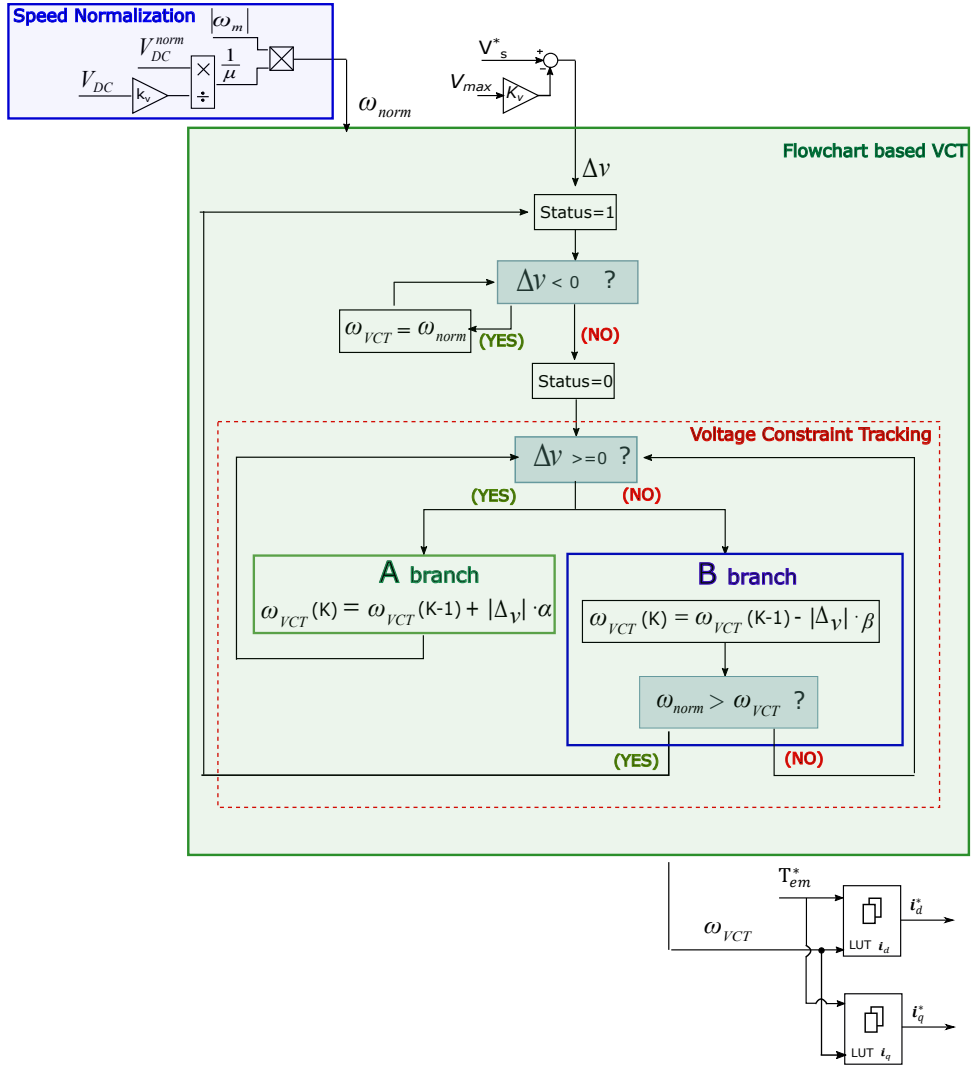 Speed Normalization
|ω_m|
V_DC^norm
1/μ
×
V_DC
k_v
÷
ω_norm
V*_s
+
−
V_max
K_v
Flowchart based VCT
Δv
Status=1
Δv < 0 ?
ω_VCT = ω_norm
(YES)
(NO)
Status=0
Voltage Constraint Tracking
Δv >=0 ?
(YES)
(NO)
A branch
ω_VCT (K) = ω_VCT (K-1) + |Δ_v| · α
B branch
ω_VCT (K) = ω_VCT (K-1) - |Δ_v| · β
ω_norm > ω_VCT ?
(YES)
(NO)
T*_em
i*_d
ω_VCT
LUT i_d
i*_q
LUT i_q